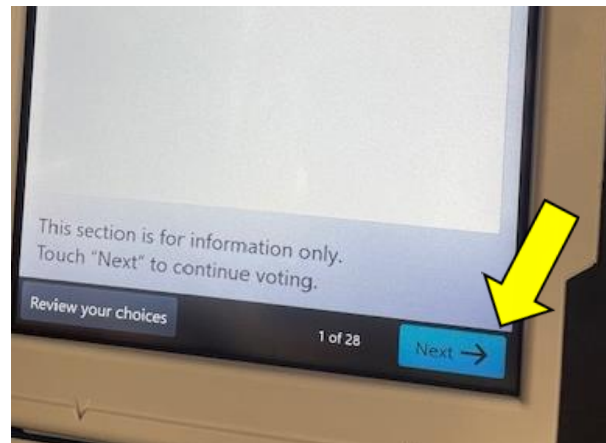 This section is for information only.
Touch "Next" to continue voting.
Review your choices
1 of 28
Next →